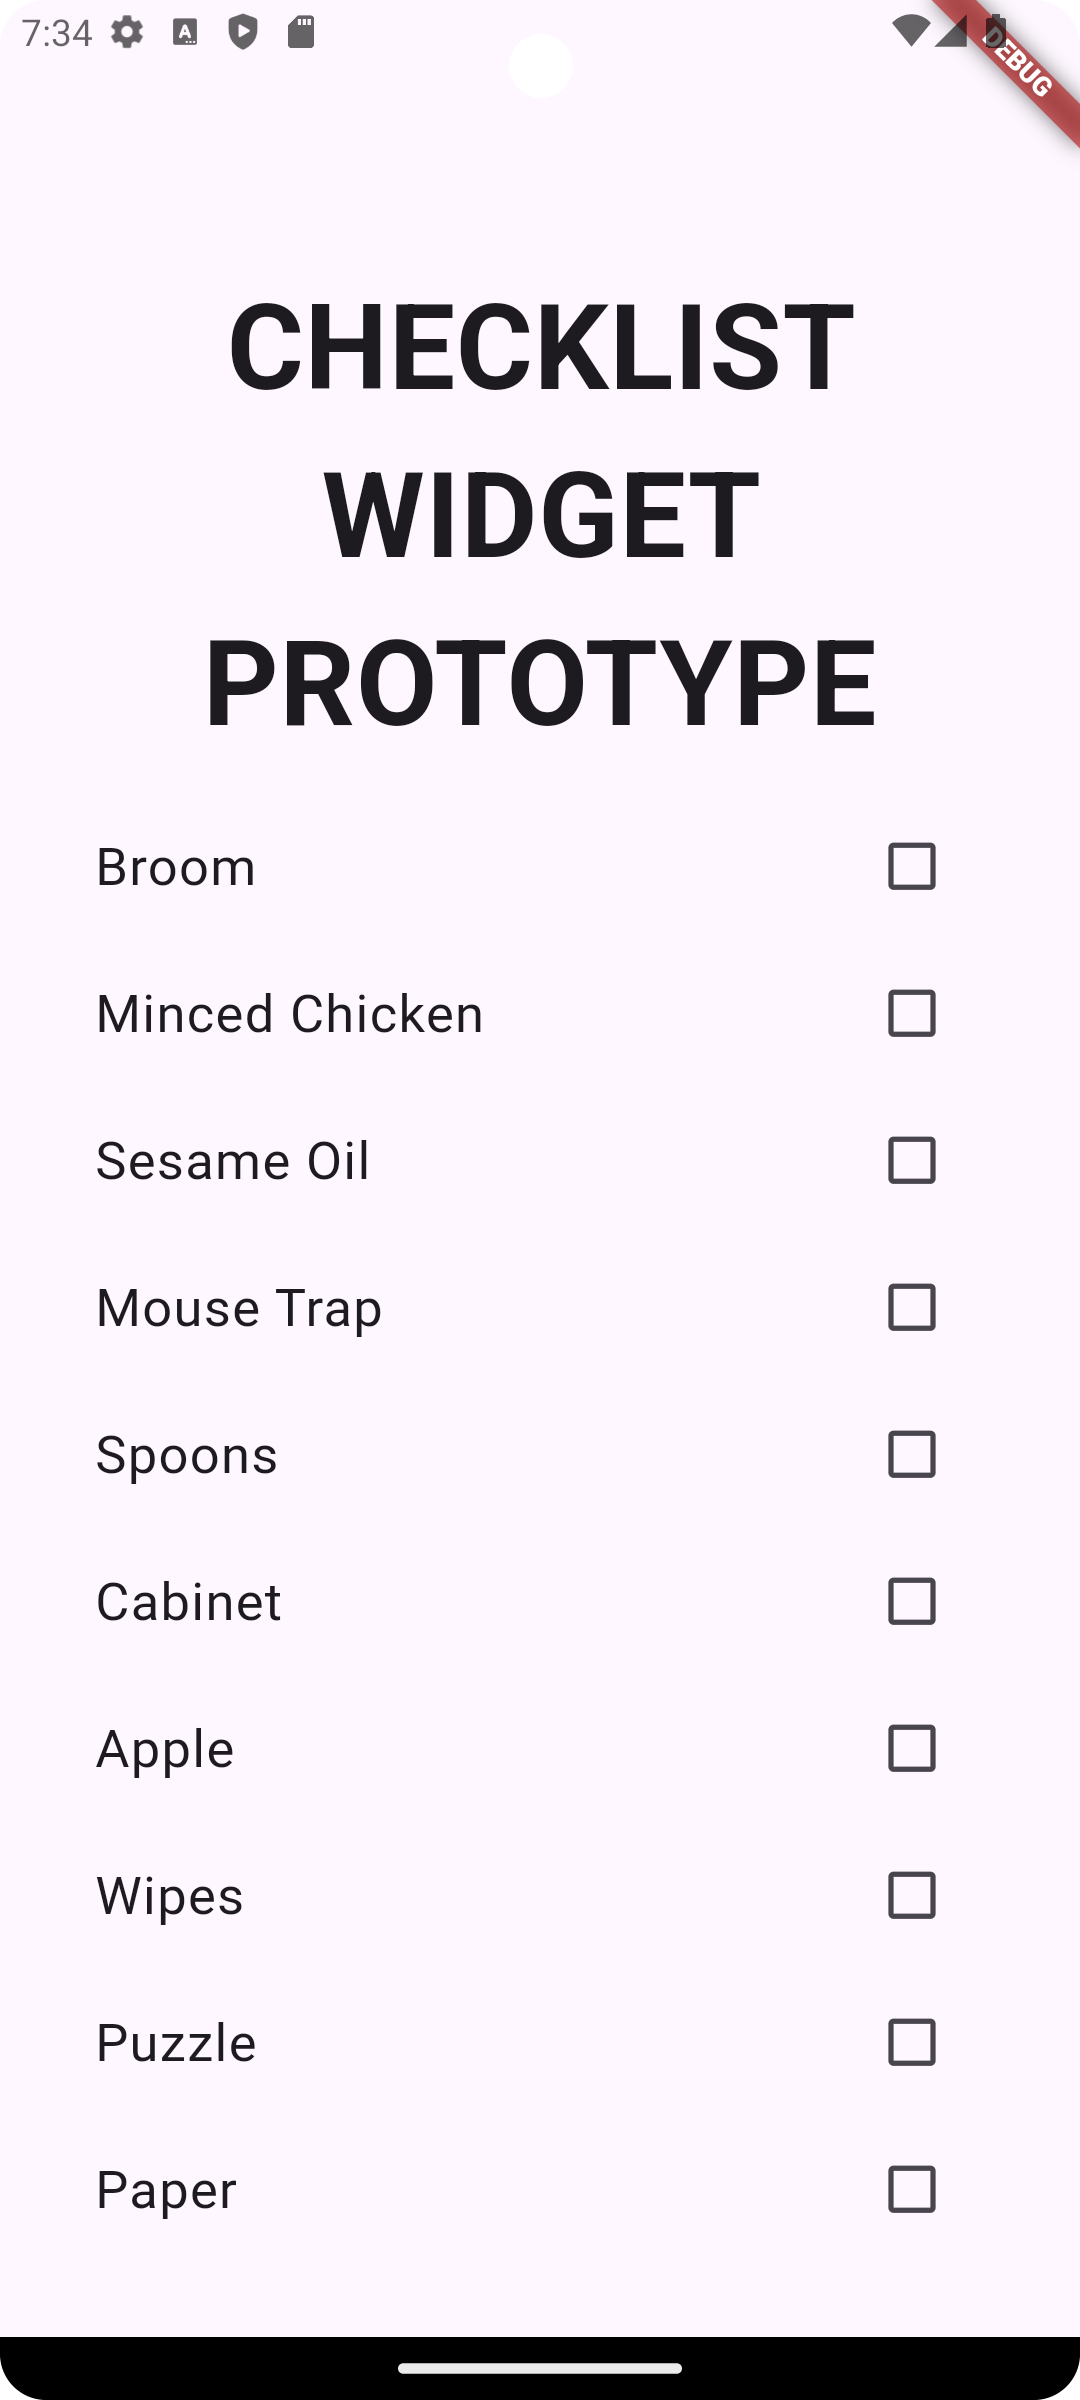 7:34
DEBUG
CHECKLIST
WIDGET
PROTOTYPE
Broom
Minced Chicken
Sesame Oil
Mouse Trap
Spoons
Cabinet
Apple
Wipes
Puzzle
Paper